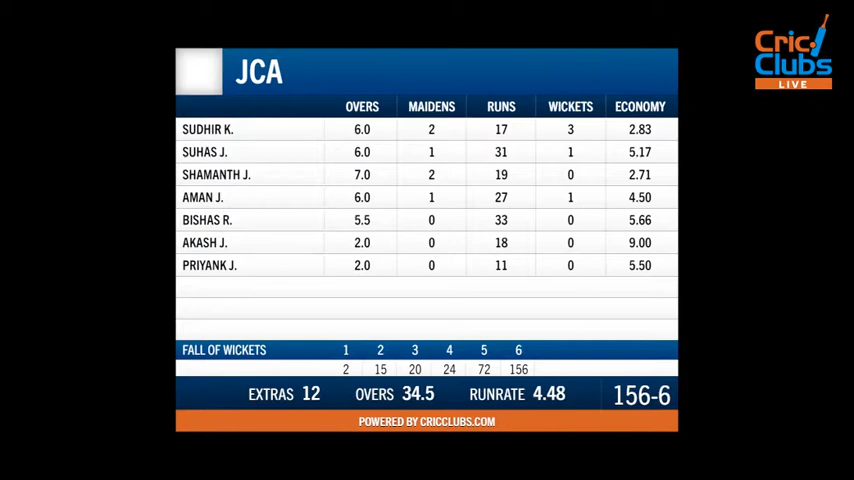 Cric
Clubs
LIVE
JCA
OVERS MAIDENS RUNS WICKETS ECONOMY
SUDHIR K. 6.0 2 17 3 2.83
SUHAS J. 6.0 1 31 1 5.17
SHAMANTH J. 7.0 2 19 0 2.71
AMAN J. 6.0 1 27 1 4.50
BISHAS R. 5.5 0 33 0 5.66
AKASH J. 2.0 0 18 0 9.00
PRIYANK J. 2.0 0 11 0 5.50
FALL OF WICKETS 1 2 3 4 5 6
2 15 20 24 72 156
EXTRAS 12 OVERS 34.5 RUNRATE 4.48 156-6
POWERED BY CRICCLUBS.COM